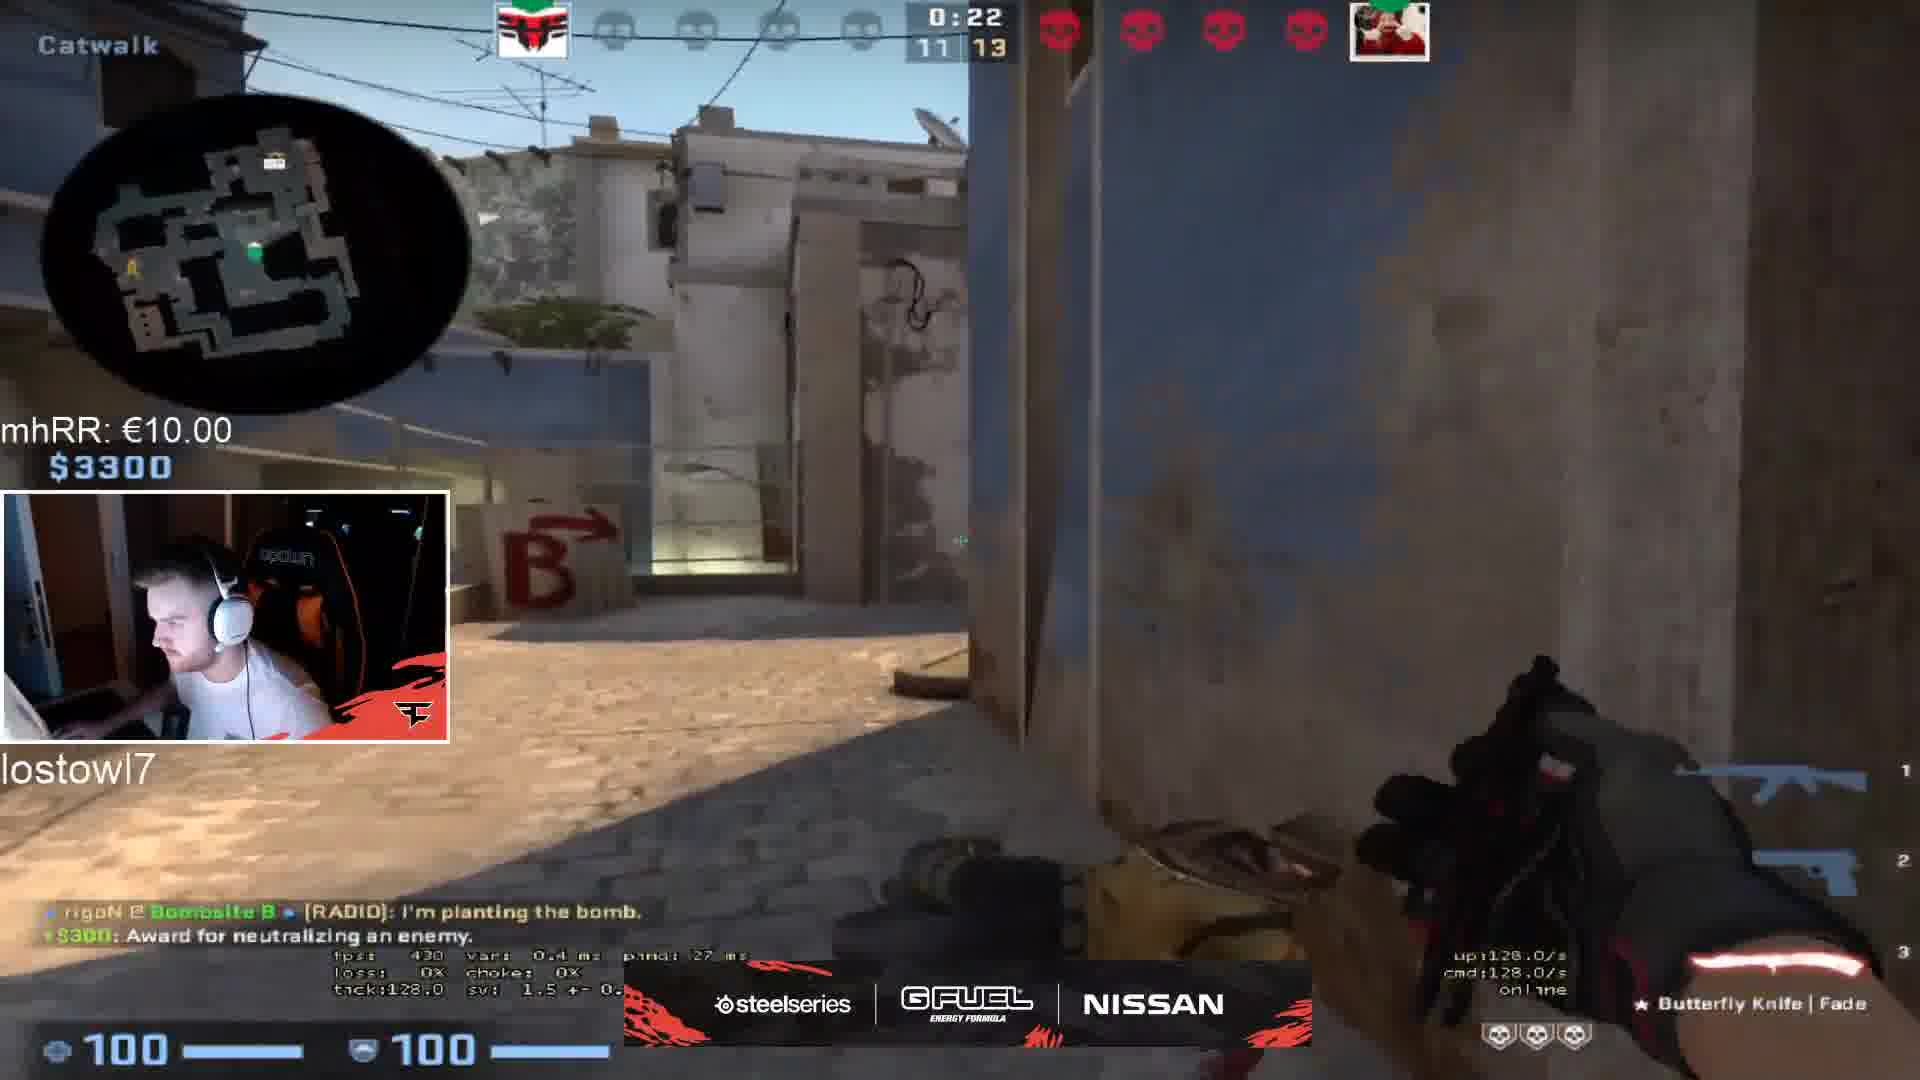 0:22
11 13
Catwalk
mhRR: €10.00
$3300
opdown
B
lostowl7
rigoN @ Bombsite B [RADIO]: I'm planting the bomb.
+$300: Award for neutralizing an enemy.
fps: 430 var: 0.4 ms ping: 27 ms
loss: 0% choke: 0%
tick:128.0 sv: 1.5 +- 0.
up:128.0/s
cmd:128.0/s
online
1
2
3
★ Butterfly Knife | Fade
steelseries
GFUEL
ENERGY FORMULA
NISSAN
100 100